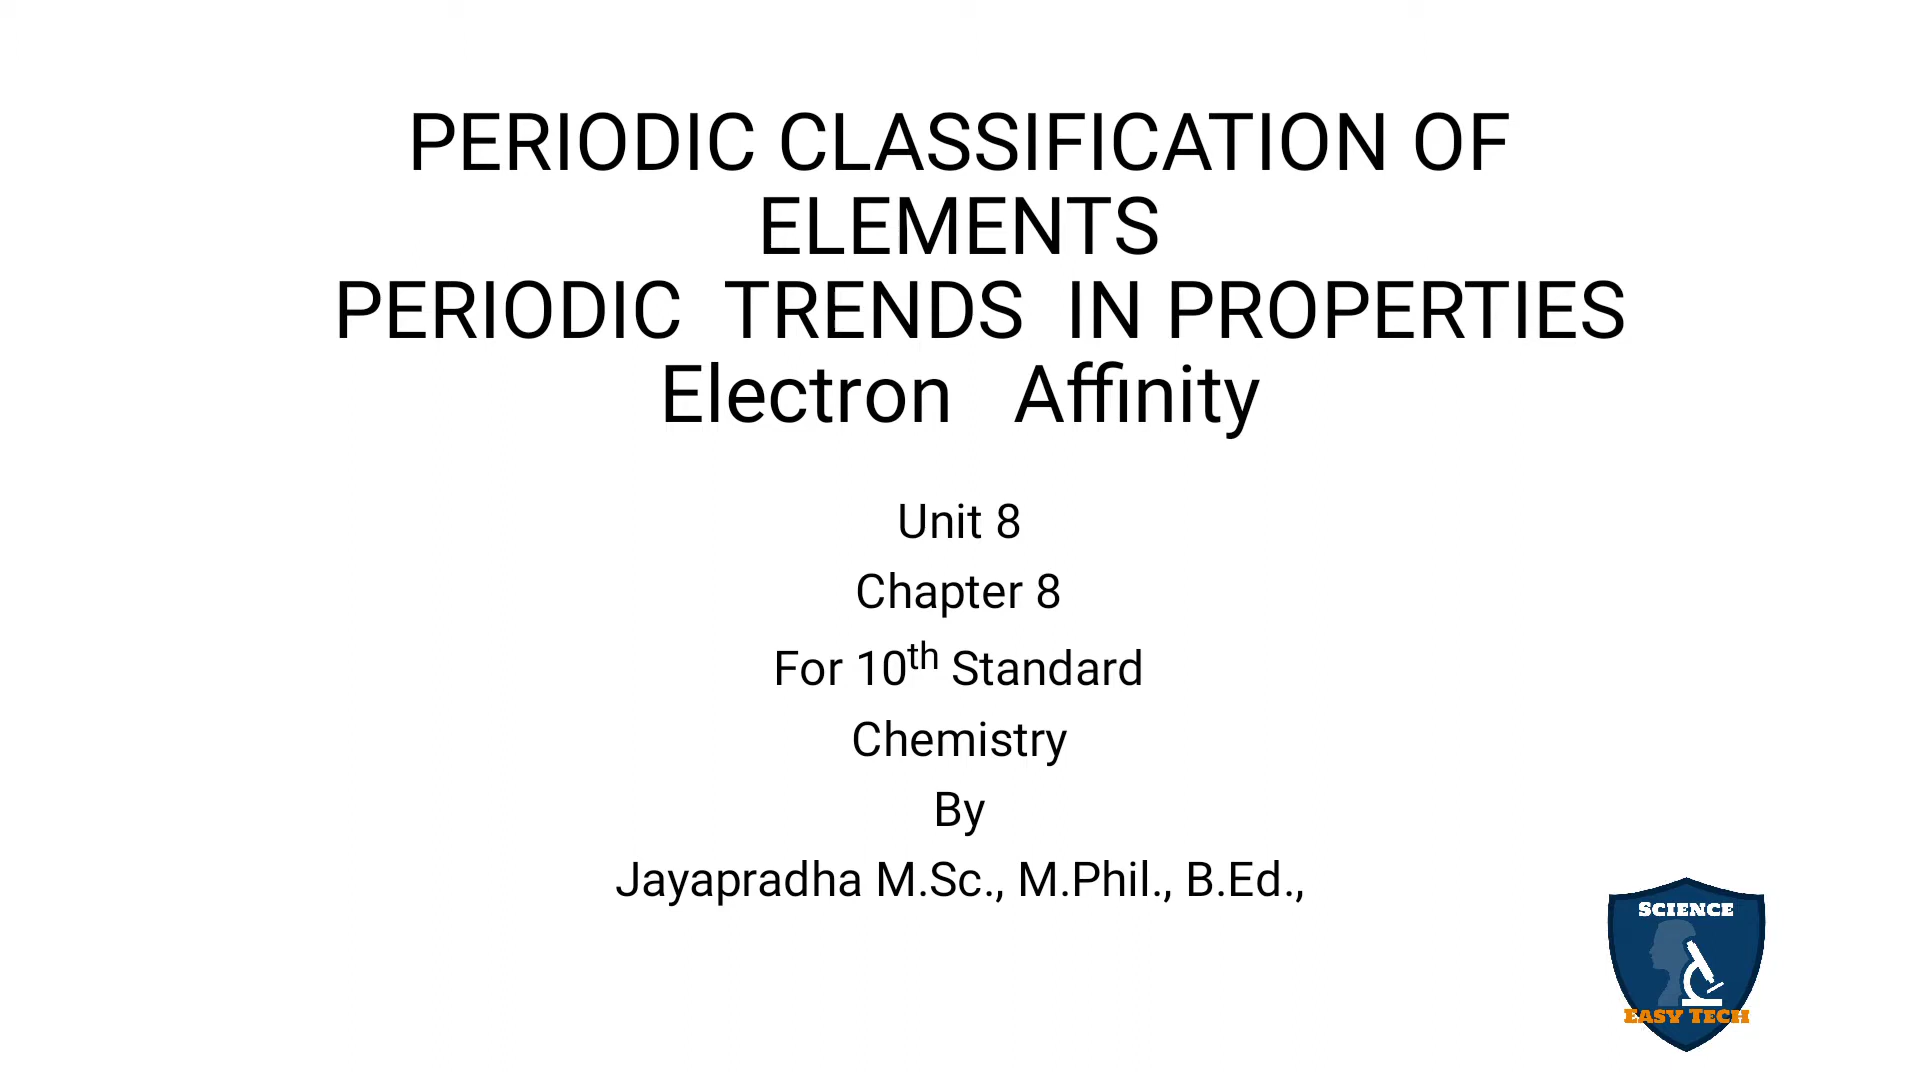 PERIODIC CLASSIFICATION OF
ELEMENTS
PERIODIC TRENDS IN PROPERTIES
Electron Affinity
Unit 8
Chapter 8
For 10th Standard
Chemistry
By
Jayapradha M.Sc., M.Phil., B.Ed.,
SCIENCE
EASY TECH